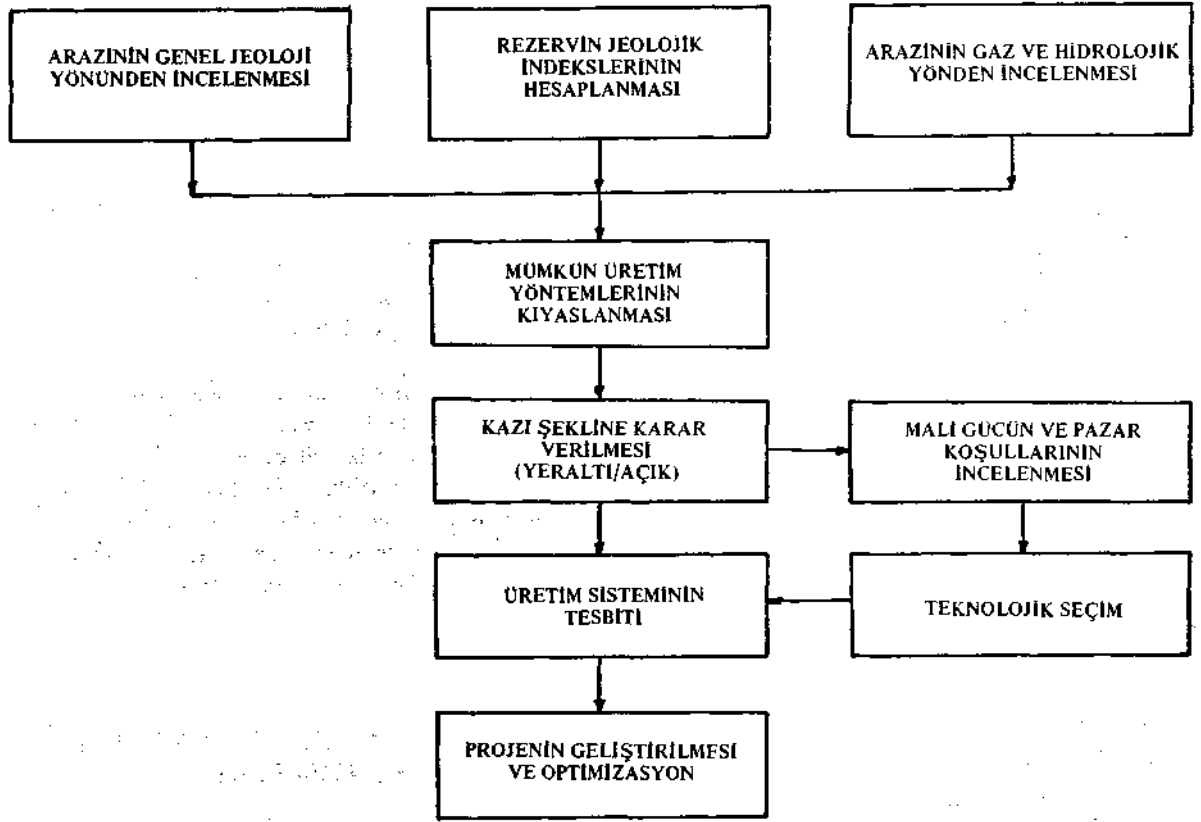 ARAZİNİN GENEL JEOLOJİ
YÖNÜNDEN İNCELENMESİ
REZERVİN JEOLOJİK
İNDEKSLERİNİN
HESAPLANMASI
ARAZİNİN GAZ VE HİDROLOJİK
YÖNDEN İNCELENMESİ
MÜMKÜN ÜRETİM
YÖNTEMLERİNİN
KIYASLANMASI
KAZI ŞEKLİNE KARAR
VERİLMESİ
(YERALTI/AÇIK)
MALİ GÜCÜN VE PAZAR
KOŞULLARININ
İNCELENMESİ
ÜRETİM SİSTEMİNİN
TESBİTİ
TEKNOLOJİK SEÇİM
PROJENİN GELİŞTİRİLMESİ
VE OPTİMİZASYON